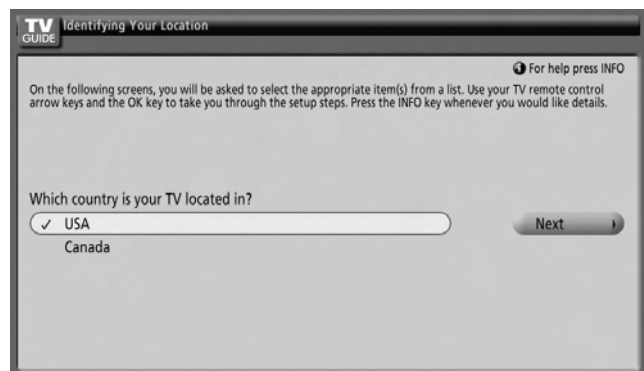 TV
GUIDE
Identifying Your Location
For help press INFO
On the following screens, you will be asked to select the appropriate item(s) from a list. Use your TV remote control
arrow keys and the OK key to take you through the setup steps. Press the INFO key whenever you would like details.
Which country is your TV located in?
✓ USA
Next
Canada